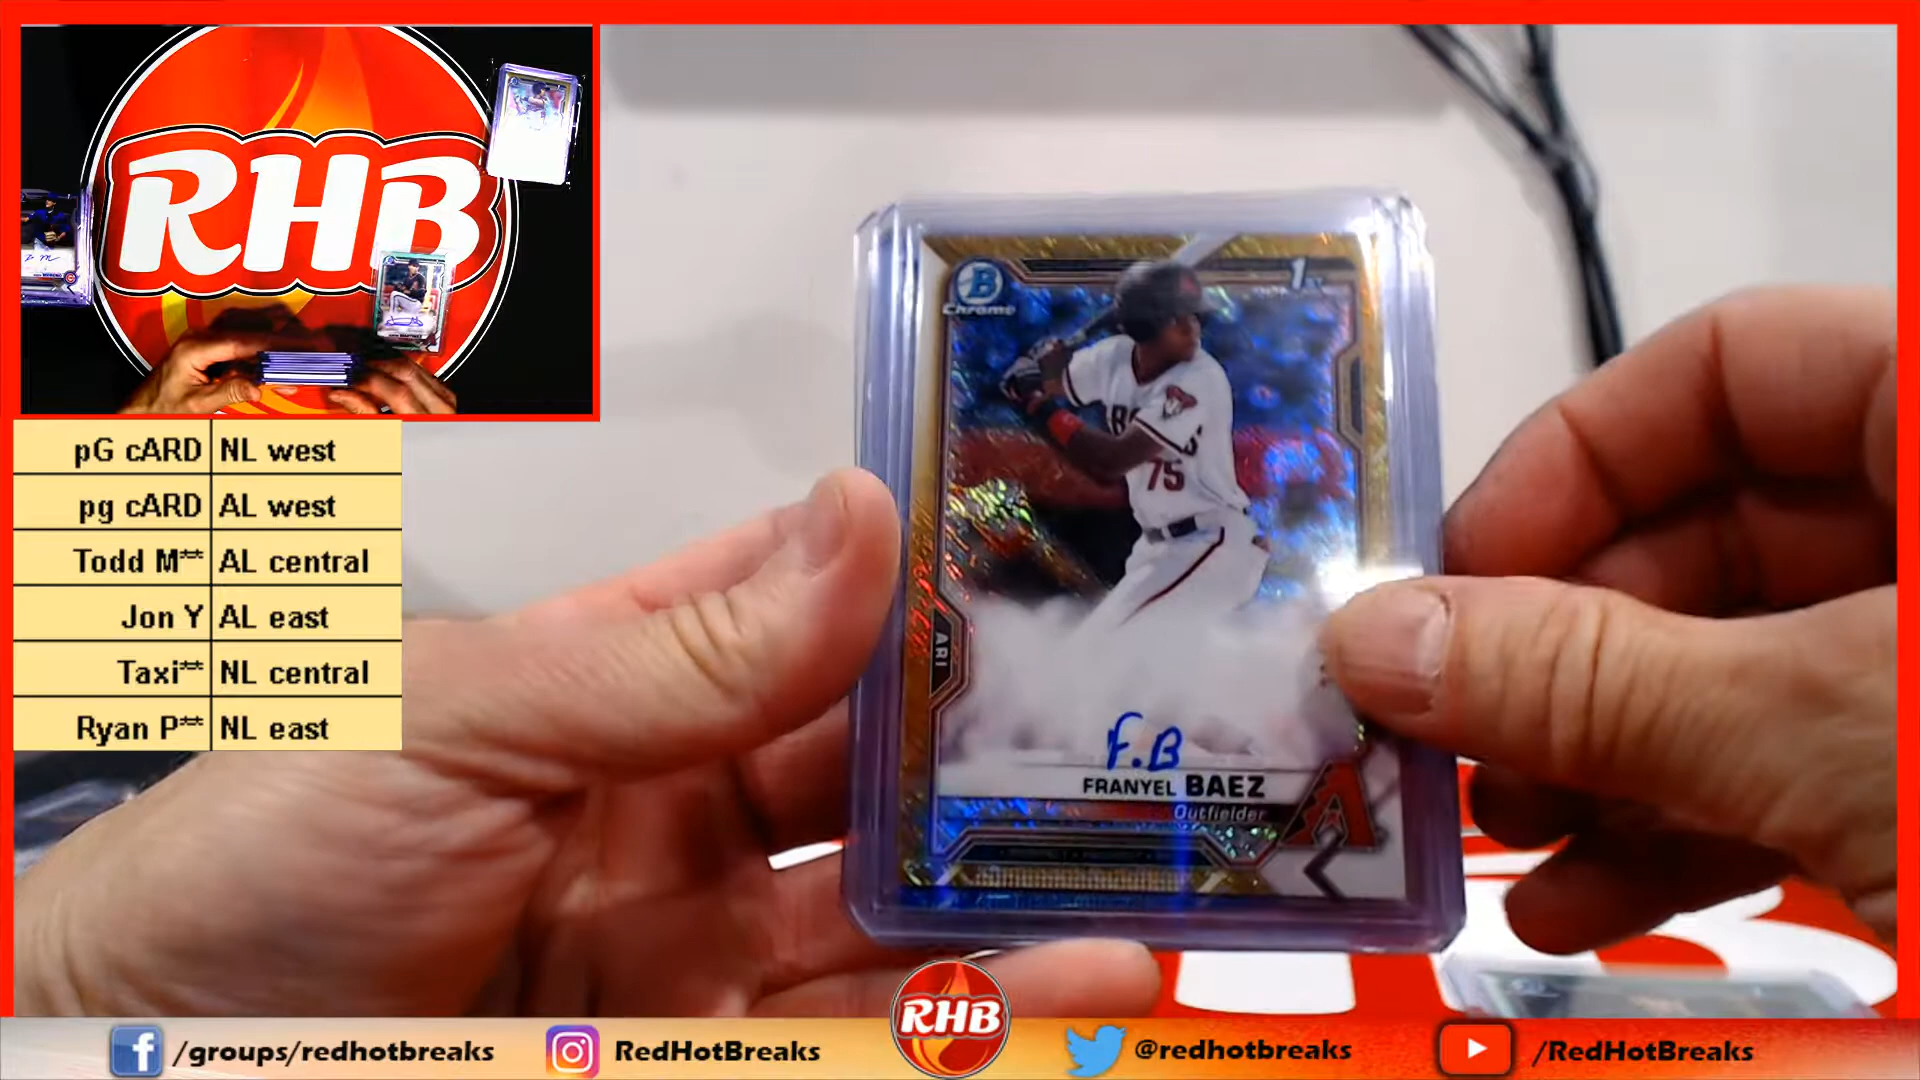 RHB
pG cARD NL west
pg cARD AL west
Todd M** AL central
Jon Y AL east
Taxi** NL central
Ryan P** NL east
B
Chrome
1
75
ARI
F.B
FRANYEL BAEZ
Outfielder
RHB
/groups/redhotbreaks
RedHotBreaks
@redhotbreaks
/RedHotBreaks